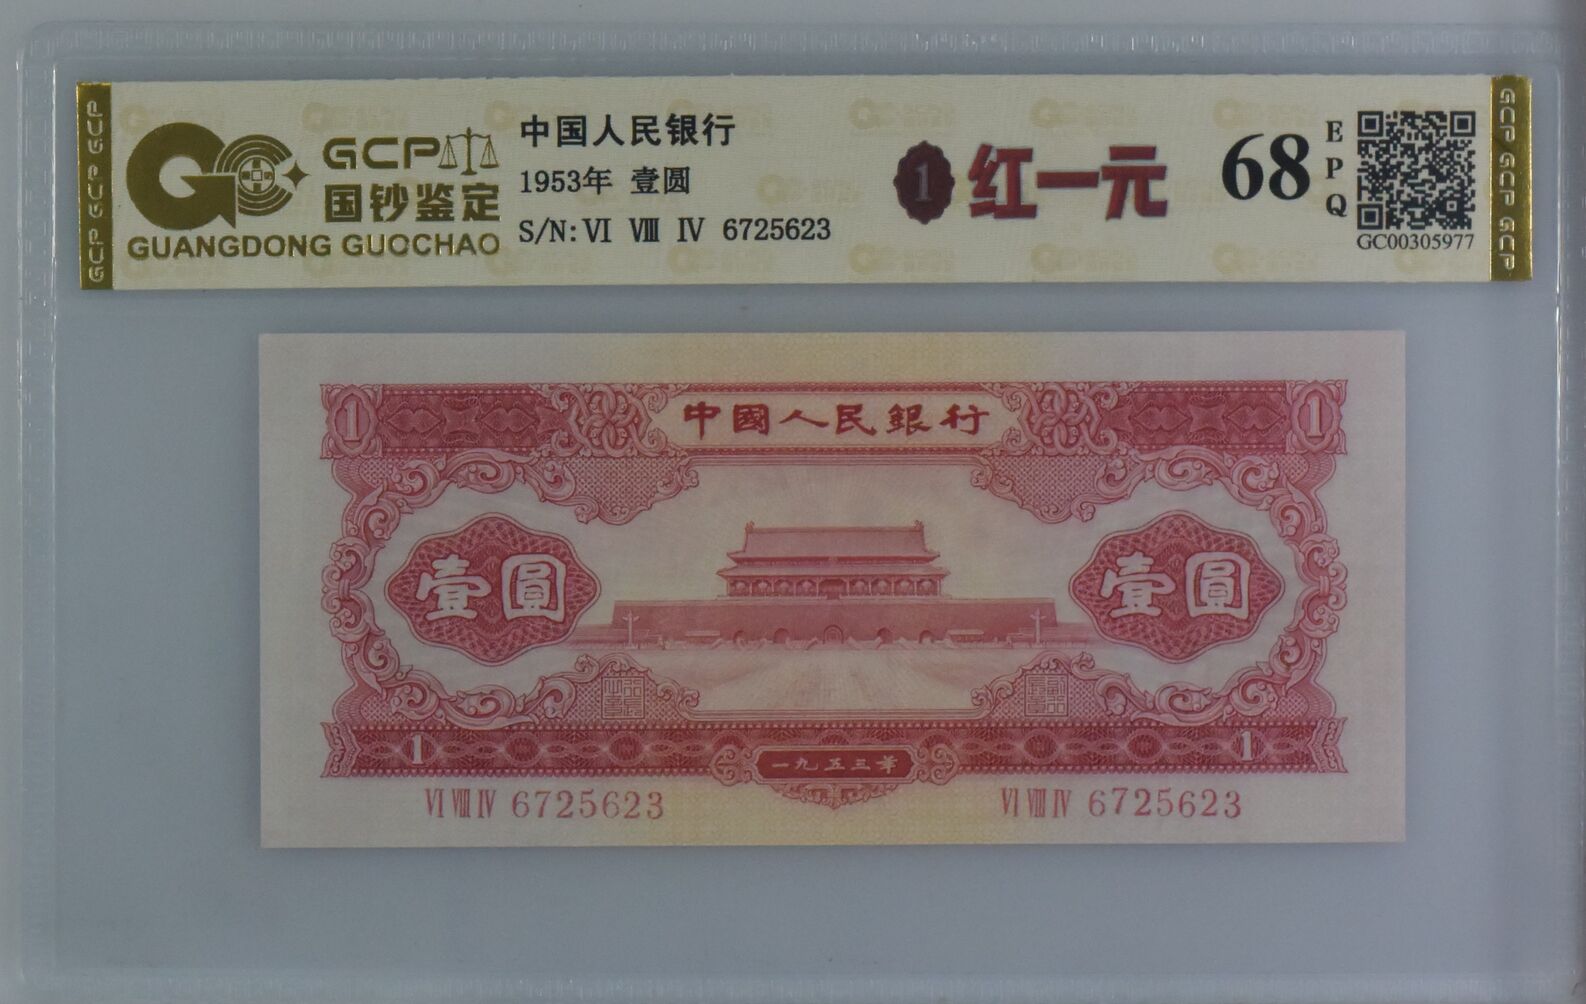 GCP
国钞鉴定
GUANGDONG GUOCHAO
中国人民银行
1953年 壹圆
S/N: VI VIII IV 6725623
1 红一元
68
EPQ
GC00305977
GCP GCP GCP
GCP GCP GCP
1 中國人民銀行 1
壹圓 壹圓
1 一九五三年 1
VI VIII IV 6725623 VI VIII IV 6725623